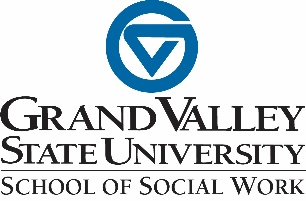 GRAND VALLEY
STATE UNIVERSITY
SCHOOL OF SOCIAL WORK